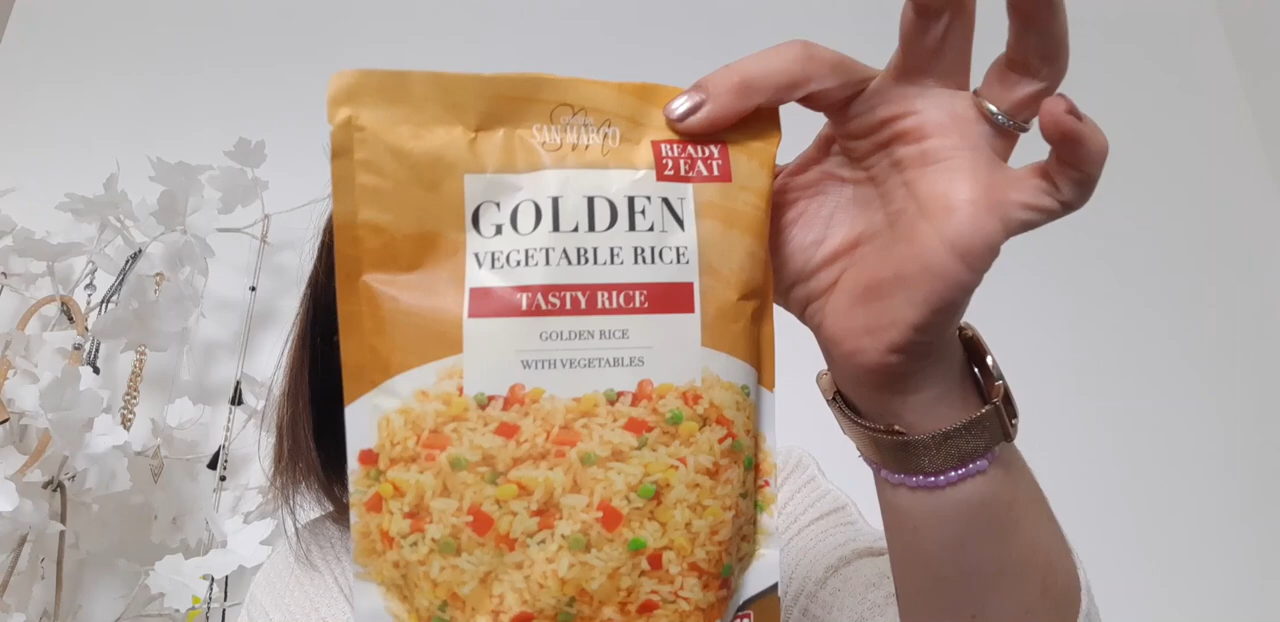 SAN MARCO
READY
2 EAT
GOLDEN
VEGETABLE RICE
TASTY RICE
GOLDEN RICE
WITH VEGETABLES